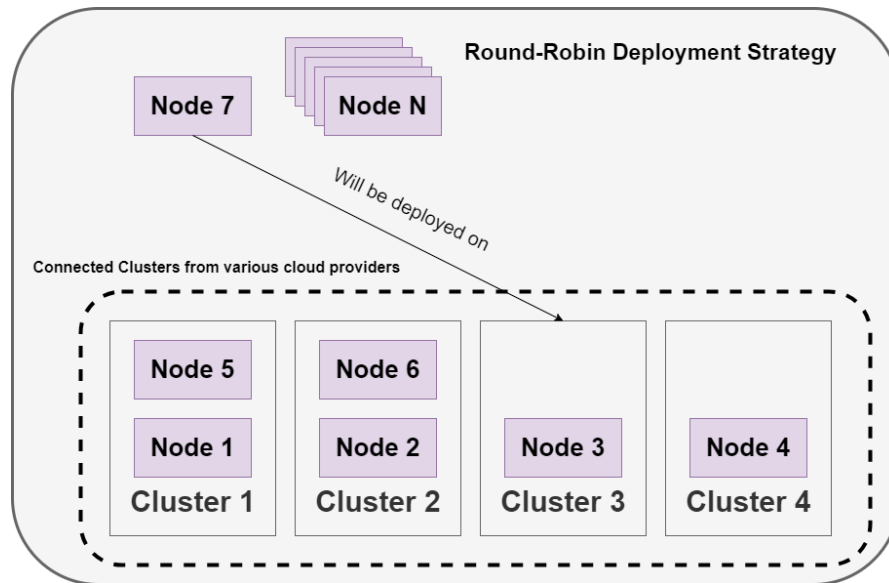 Round-Robin Deployment Strategy
Node 7
Node N
Will be deployed on
Connected Clusters from various cloud providers
Node 5
Node 6
Node 1
Node 2
Node 3
Node 4
Cluster 1
Cluster 2
Cluster 3
Cluster 4